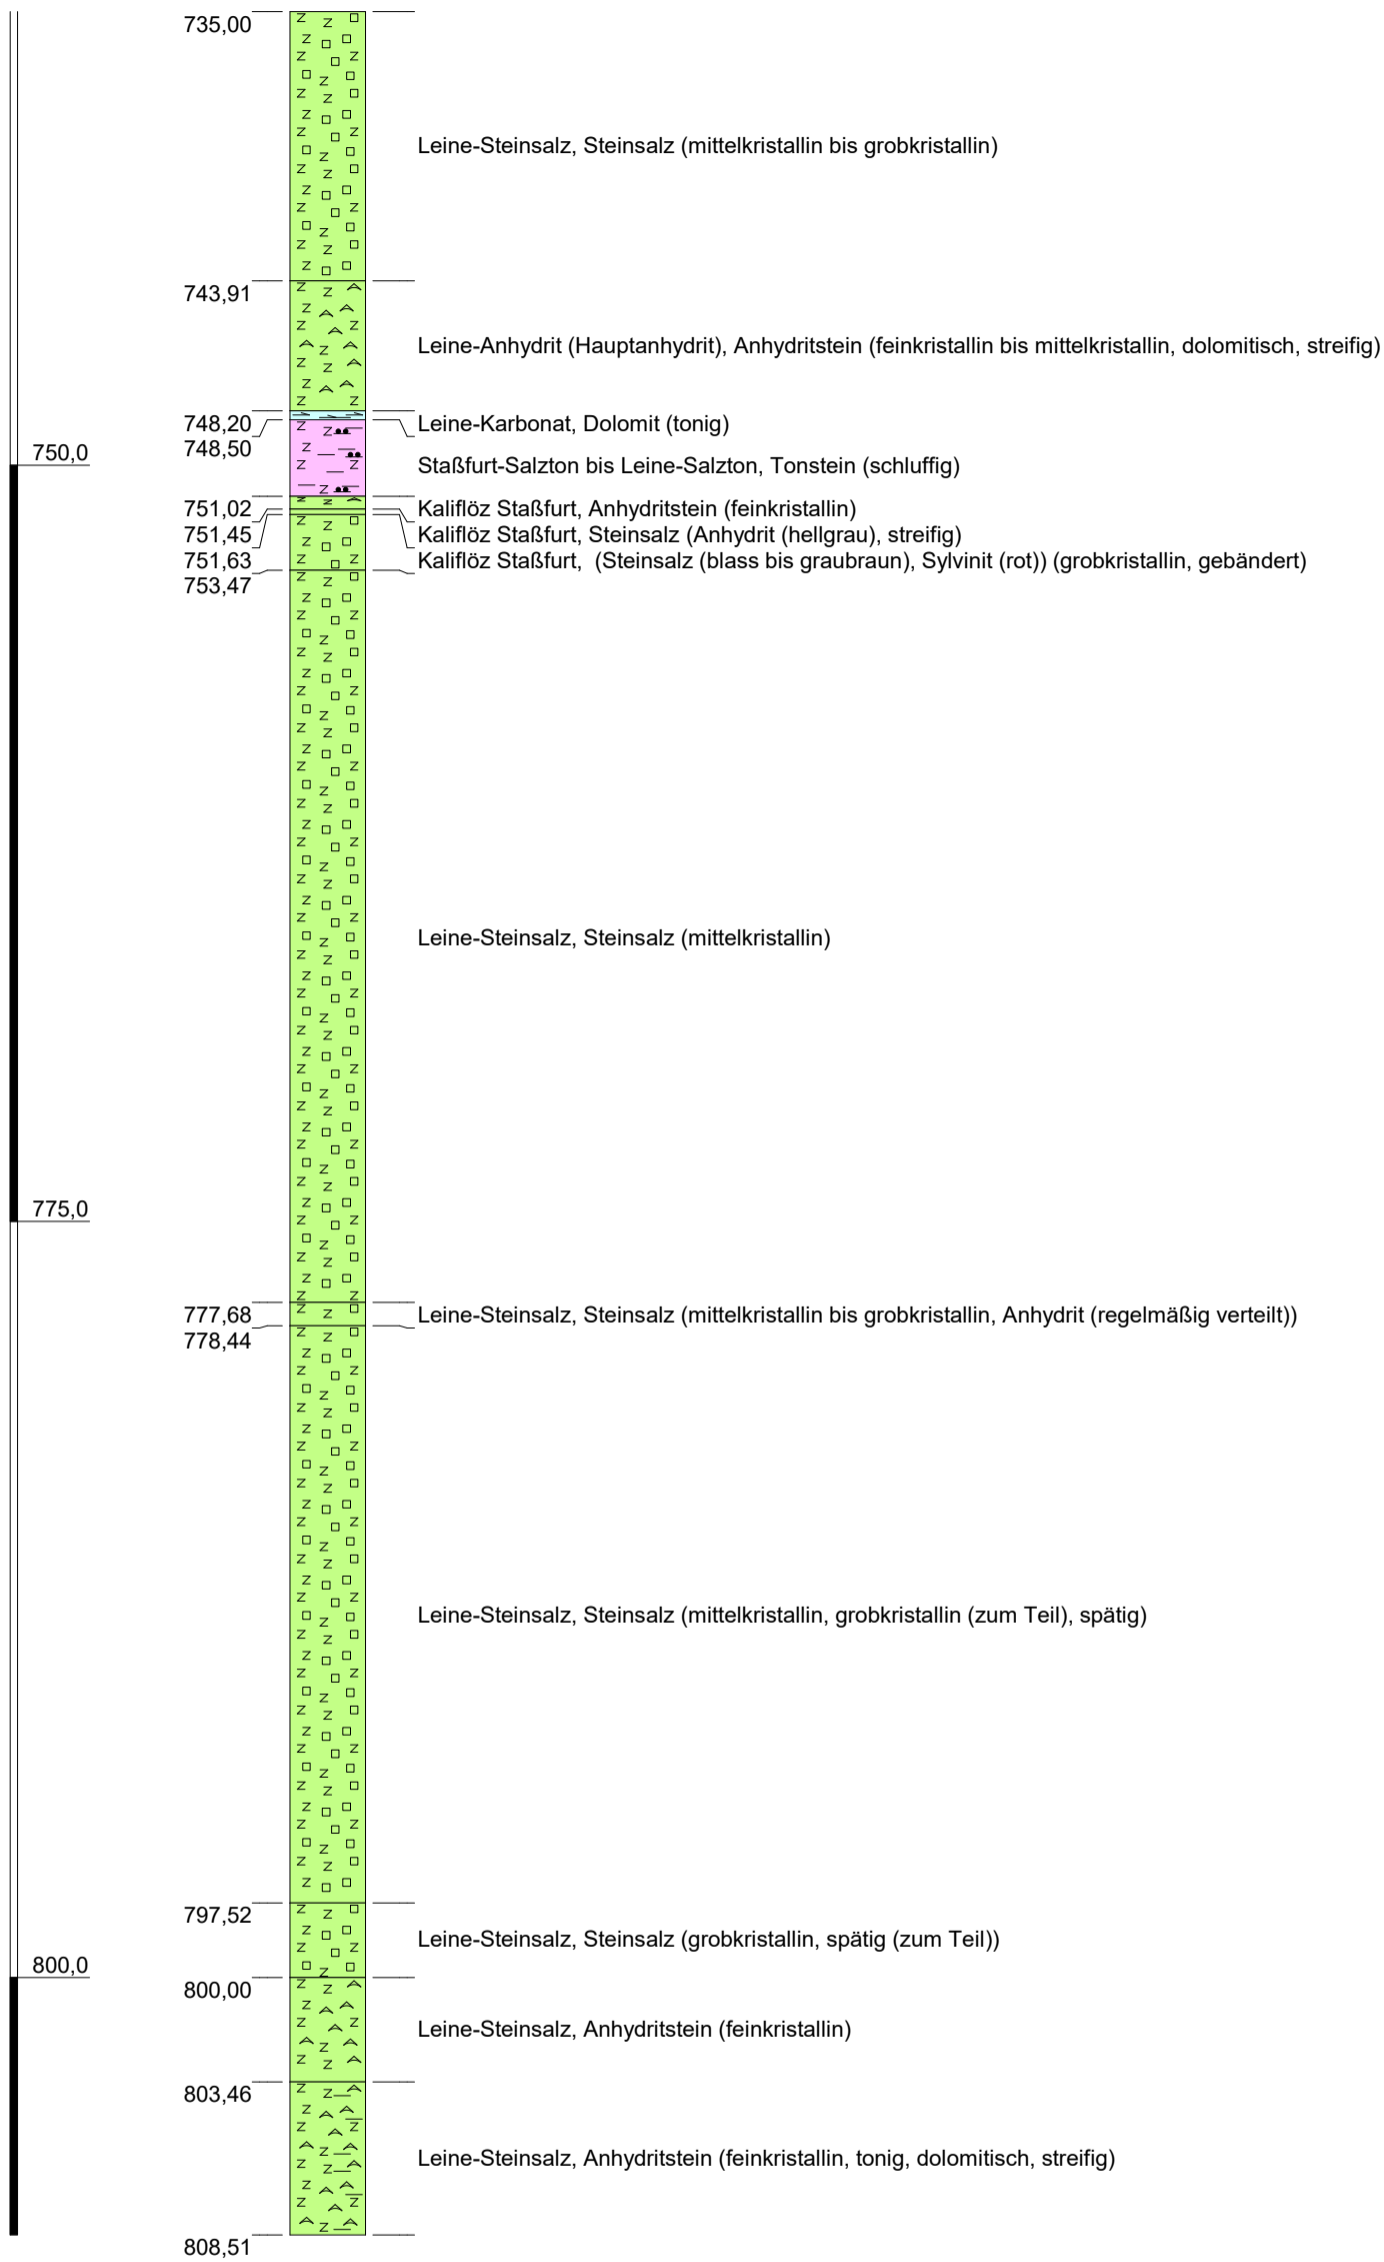 735,00
Leine-Steinsalz, Steinsalz (mittelkristallin bis grobkristallin)
743,91
Leine-Anhydrit (Hauptanhydrit), Anhydritstein (feinkristallin bis mittelkristallin, dolomitisch, streifig)
748,20
Leine-Karbonat, Dolomit (tonig)
748,50
750,0
Staßfurt-Salzton bis Leine-Salzton, Tonstein (schluffig)
751,02
Kaliflöz Staßfurt, Anhydritstein (feinkristallin)
751,45
Kaliflöz Staßfurt, Steinsalz (Anhydrit (hellgrau), streifig)
751,63
Kaliflöz Staßfurt,  (Steinsalz (blass bis graubraun), Sylvinit (rot)) (grobkristallin, gebändert)
753,47
Leine-Steinsalz, Steinsalz (mittelkristallin)
775,0
777,68
Leine-Steinsalz, Steinsalz (mittelkristallin bis grobkristallin, Anhydrit (regelmäßig verteilt))
778,44
Leine-Steinsalz, Steinsalz (mittelkristallin, grobkristallin (zum Teil), spätig)
797,52
Leine-Steinsalz, Steinsalz (grobkristallin, spätig (zum Teil))
800,0
800,00
Leine-Steinsalz, Anhydritstein (feinkristallin)
803,46
Leine-Steinsalz, Anhydritstein (feinkristallin, tonig, dolomitisch, streifig)
808,51